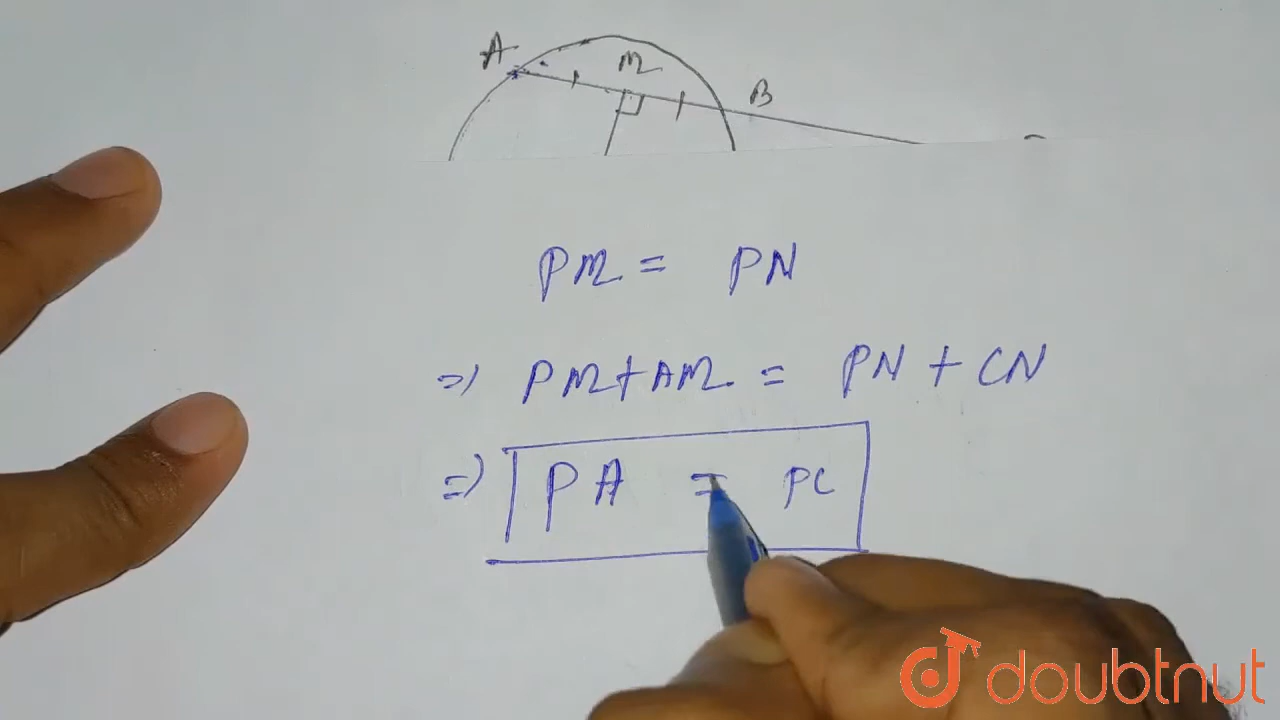 A
M
B
PM = PN
=) PM+AM = PN + CN
=) PA = PC
doubtnut